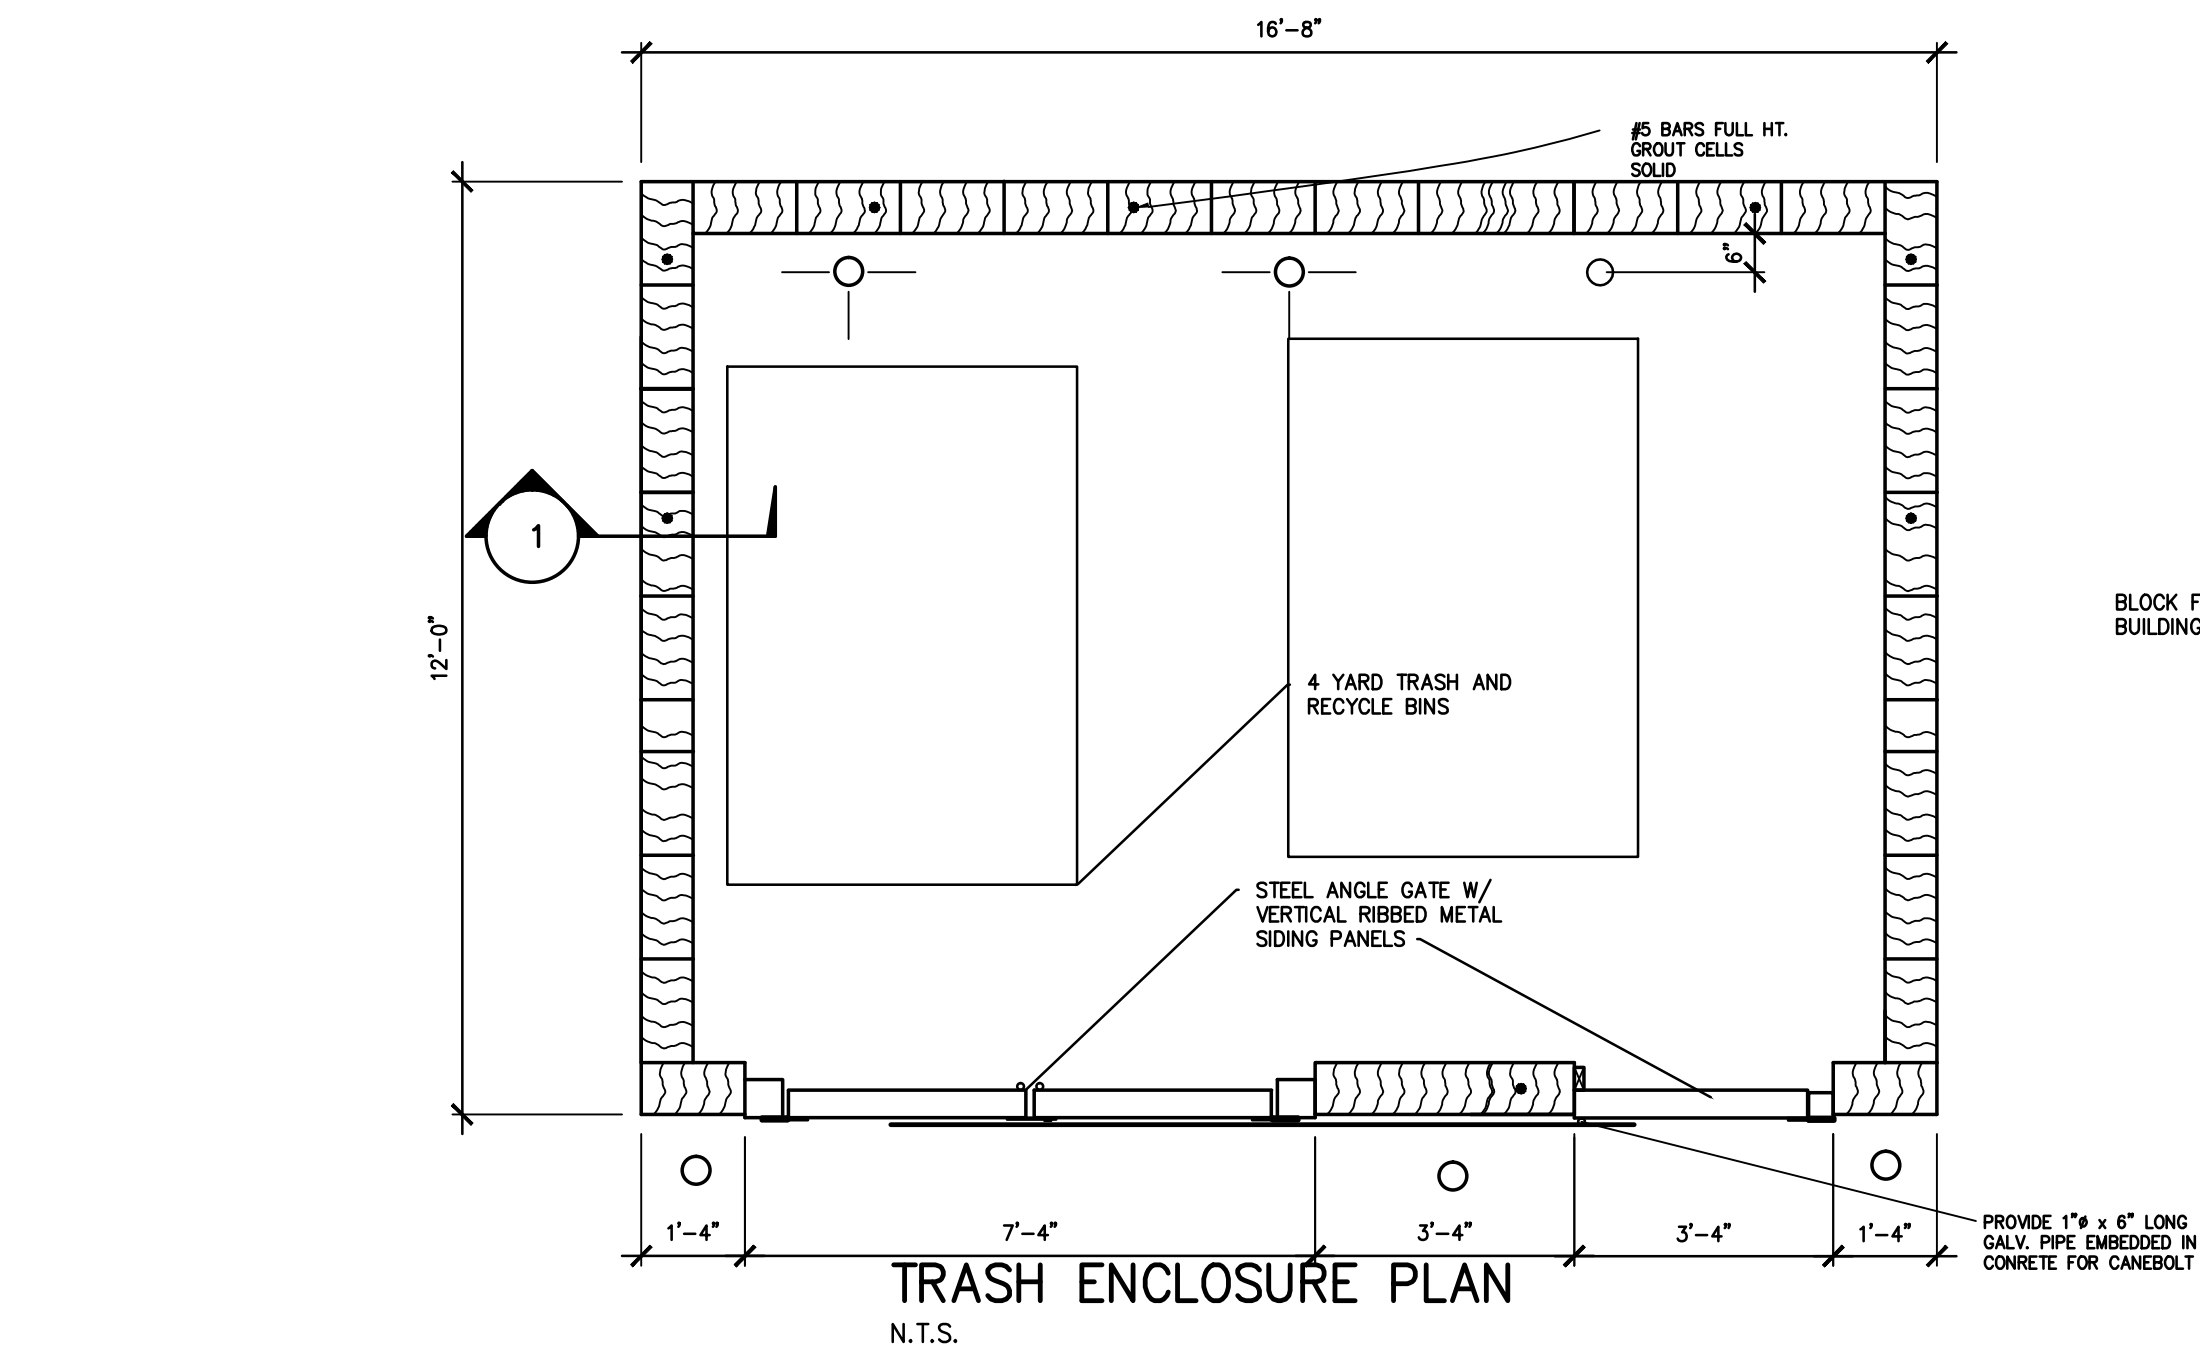 16'-8"
#5 BARS FULL HT.
GROUT CELLS
SOLID
6"
1
12'-0"
BLOCK F
BUILDING
4 YARD TRASH AND
RECYCLE BINS
STEEL ANGLE GATE W/
VERTICAL RIBBED METAL
SIDING PANELS
1'-4"
7'-4"
3'-4"
3'-4"
1'-4"
PROVIDE 1"ø x 6" LONG
GALV. PIPE EMBEDDED IN
CONRETE FOR CANEBOLT
TRASH ENCLOSURE PLAN
N.T.S.